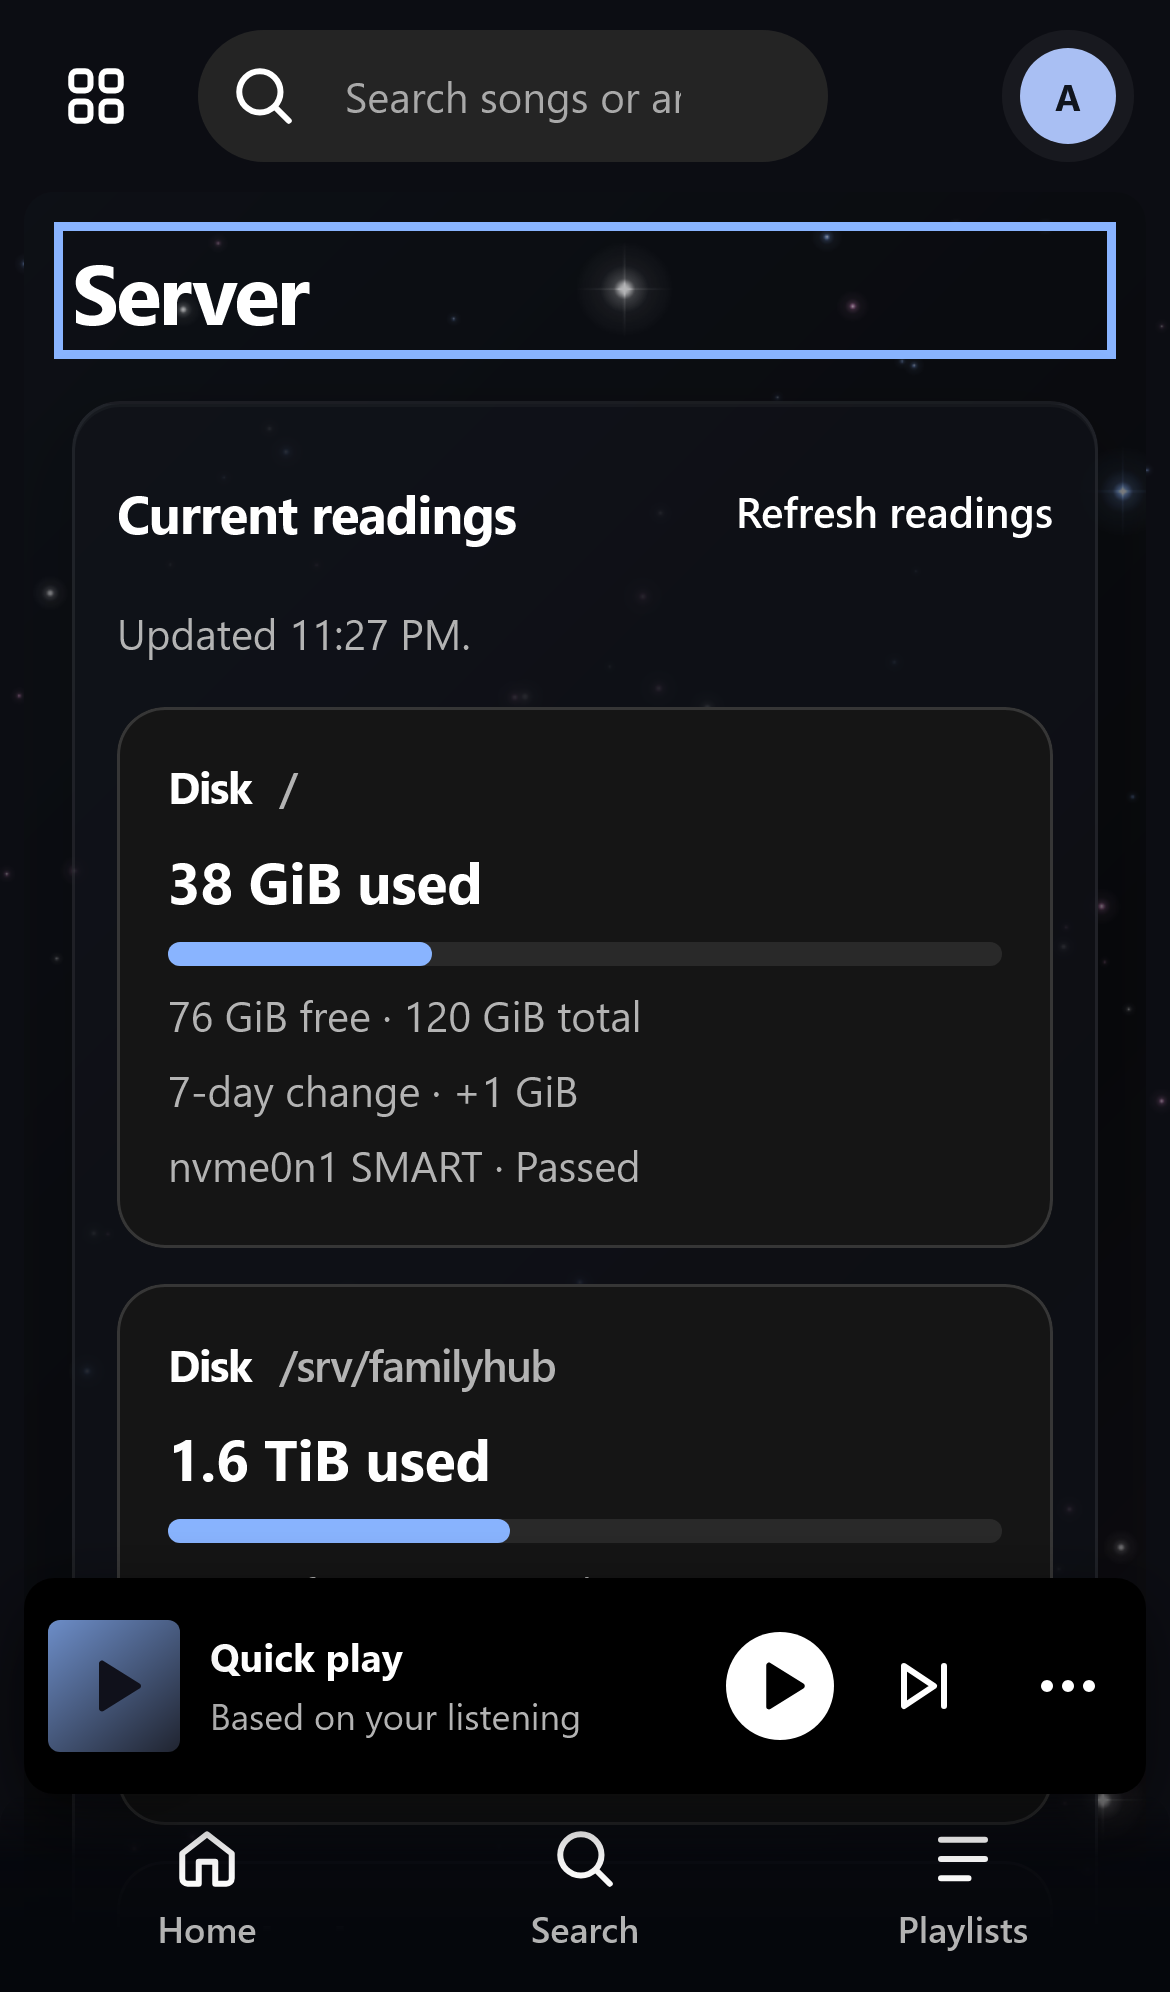 Search songs or ar
A
Server
Current readings
Refresh readings
Updated 11:27 PM.
Disk /
38 GiB used
76 GiB free · 120 GiB total
7-day change · +1 GiB
nvme0n1 SMART · Passed
Disk /srv/familyhub
1.6 TiB used
Quick play
Based on your listening
Home
Search
Playlists